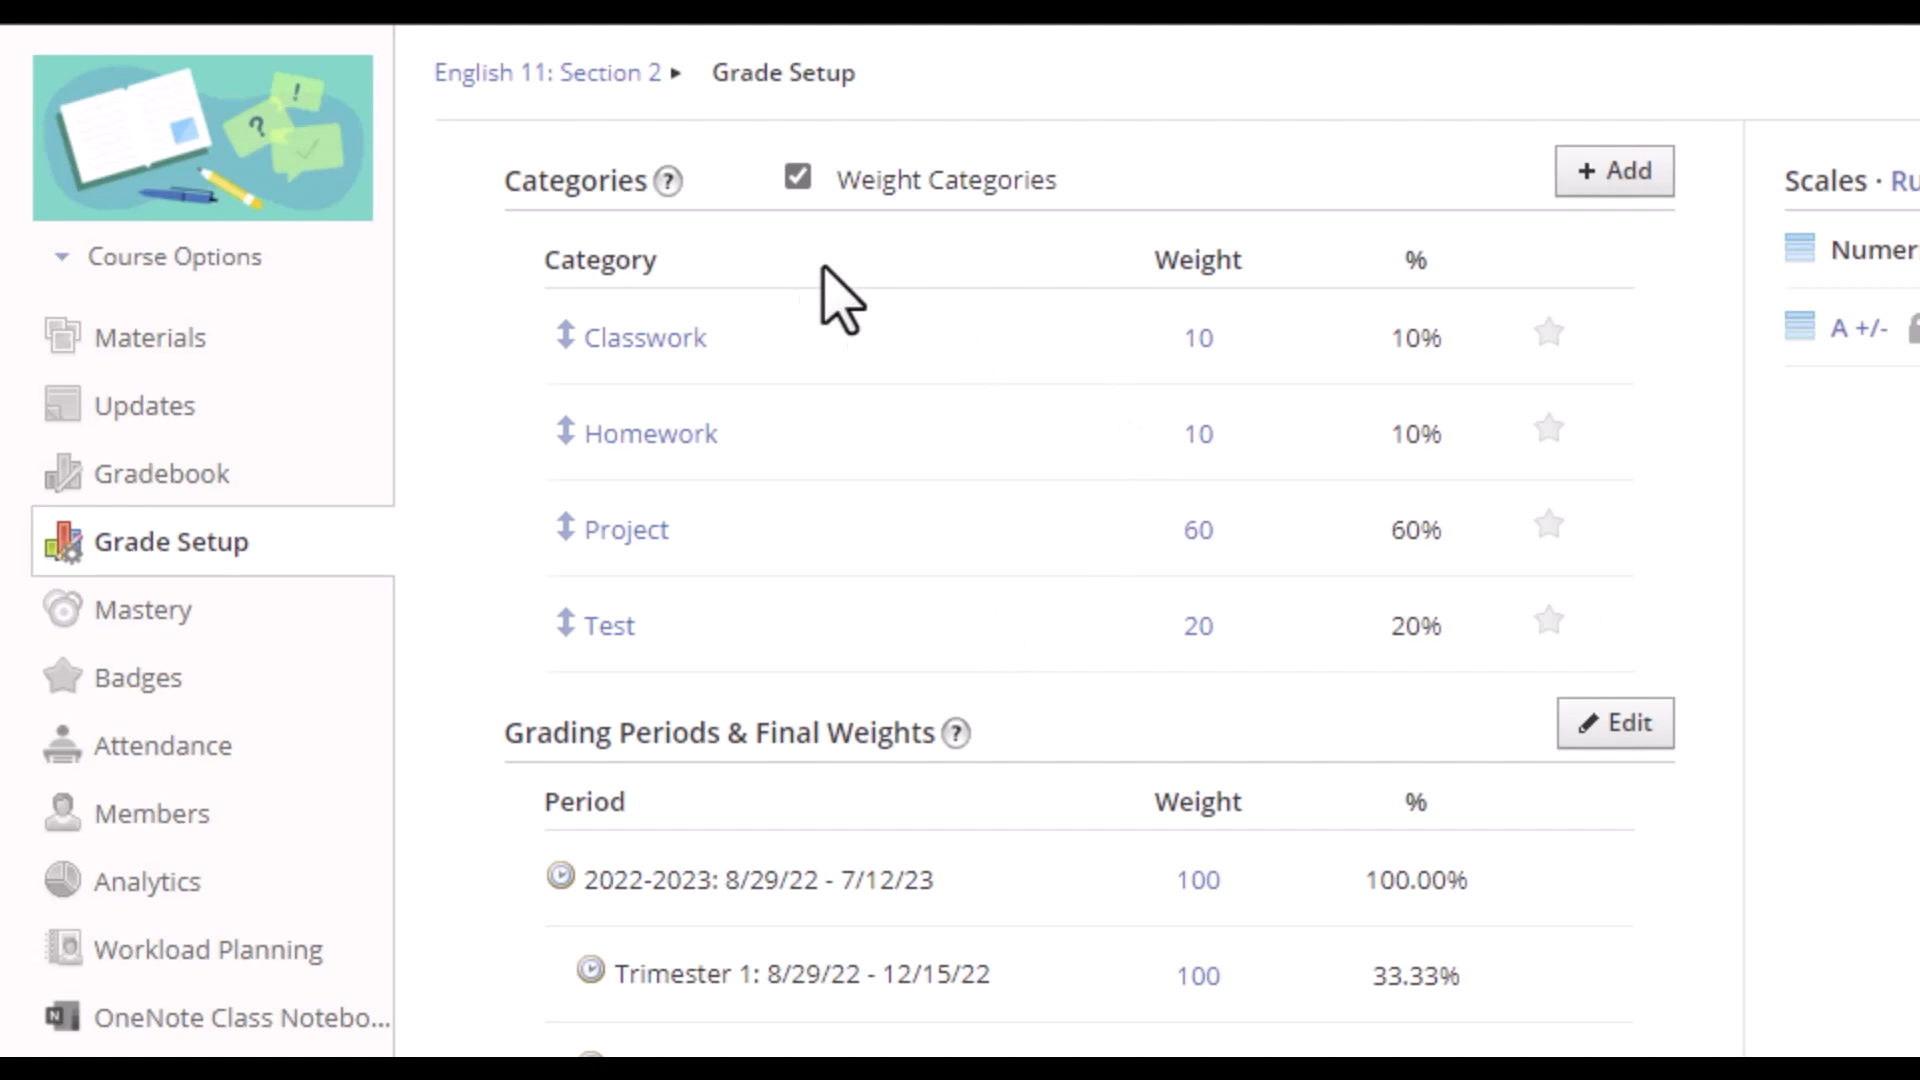 English 11: Section 2 ▸ Grade Setup
Course Options
Materials
Updates
Gradebook
Grade Setup
Mastery
Badges
Attendance
Members
Analytics
Workload Planning
OneNote Class Notebo...
Categories ? Weight Categories + Add
Category Weight %
Classwork 10 10%
Homework 10 10%
Project 60 60%
Test 20 20%
Grading Periods & Final Weights ? Edit
Period Weight %
2022-2023: 8/29/22 - 7/12/23 100 100.00%
Trimester 1: 8/29/22 - 12/15/22 100 33.33%
Scales ·
A +/-